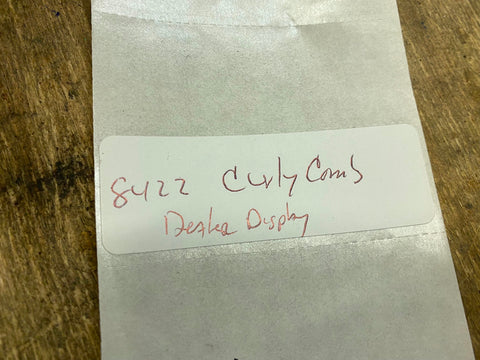 8422 Curly Comb
Dealer Display